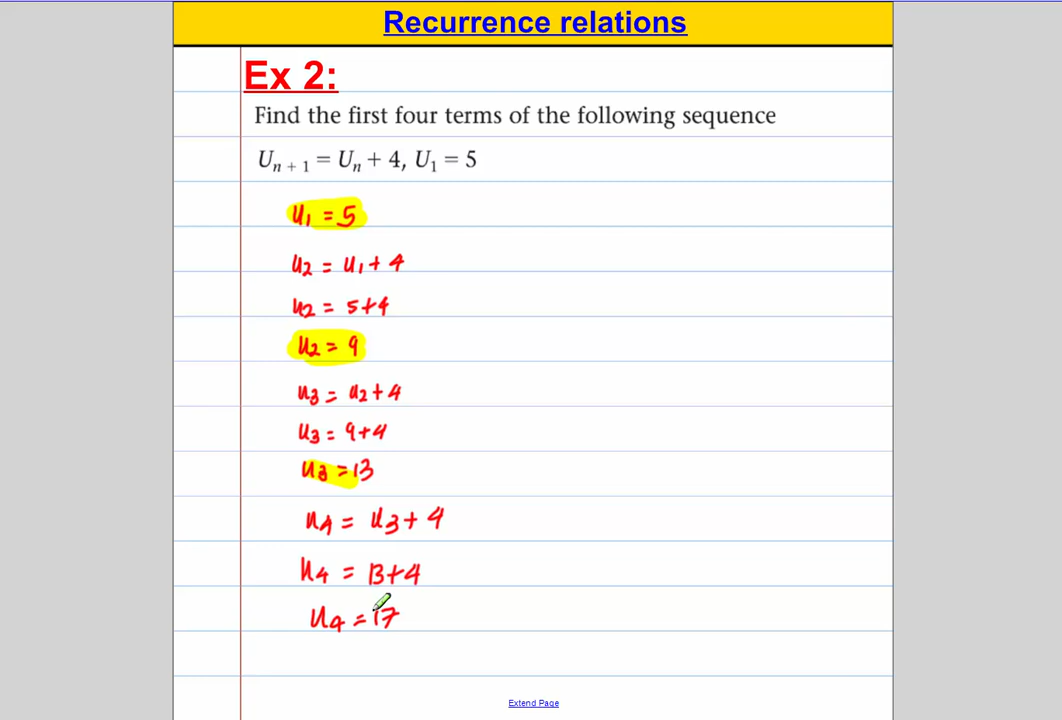 Recurrence relations
Ex 2:
Find the first four terms of the following sequence
Uₙ₊₁ = Uₙ + 4, U₁ = 5
u₁ = 5
u₂ = u₁ + 4
u₂ = 5+4
u₂ = 9
u₃ = u₂+4
u₃ = 9+4
u₃ = 13
u₄ = u₃ + 4
u₄ = 13+4
u₄ = 17
Extend Page